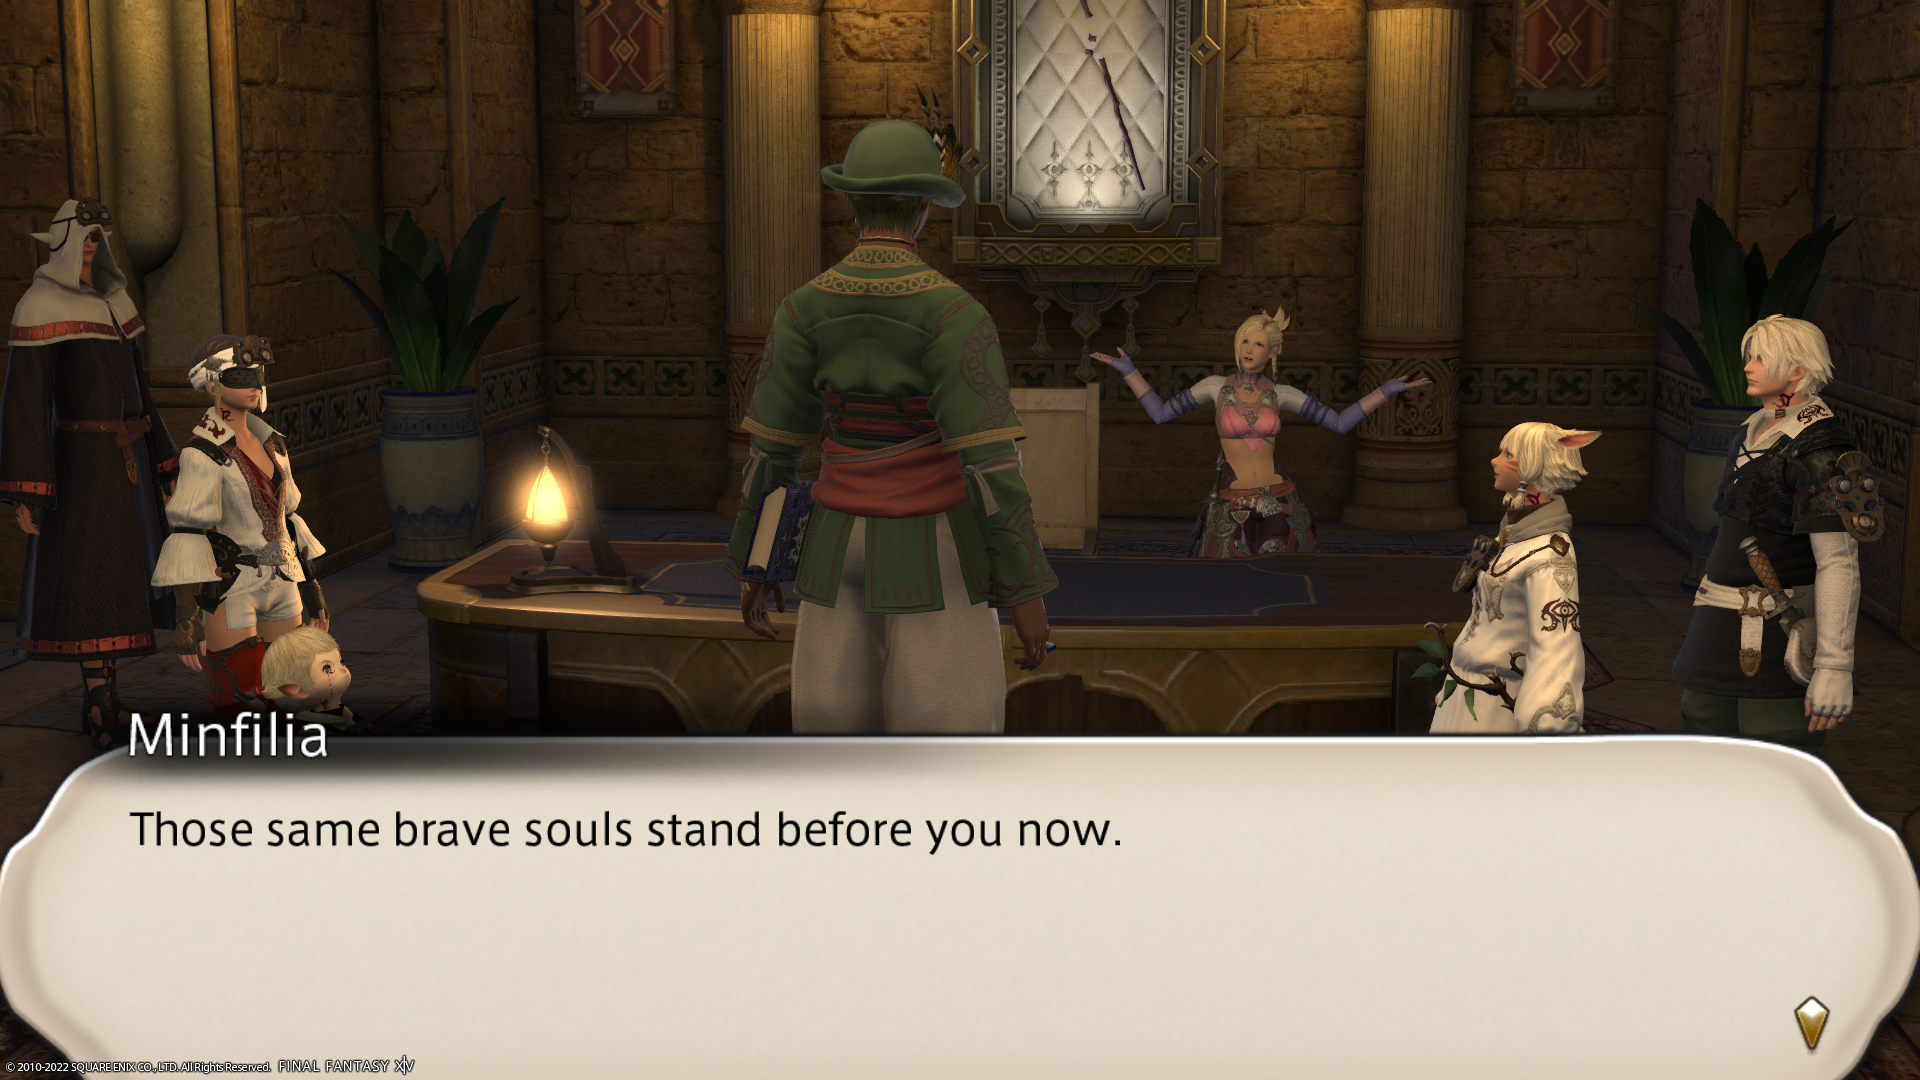 Minfilia
Those same brave souls stand before you now.
© 2010-2022 SQUARE ENIX CO., LTD. All Rights Reserved. FINAL FANTASY XIV